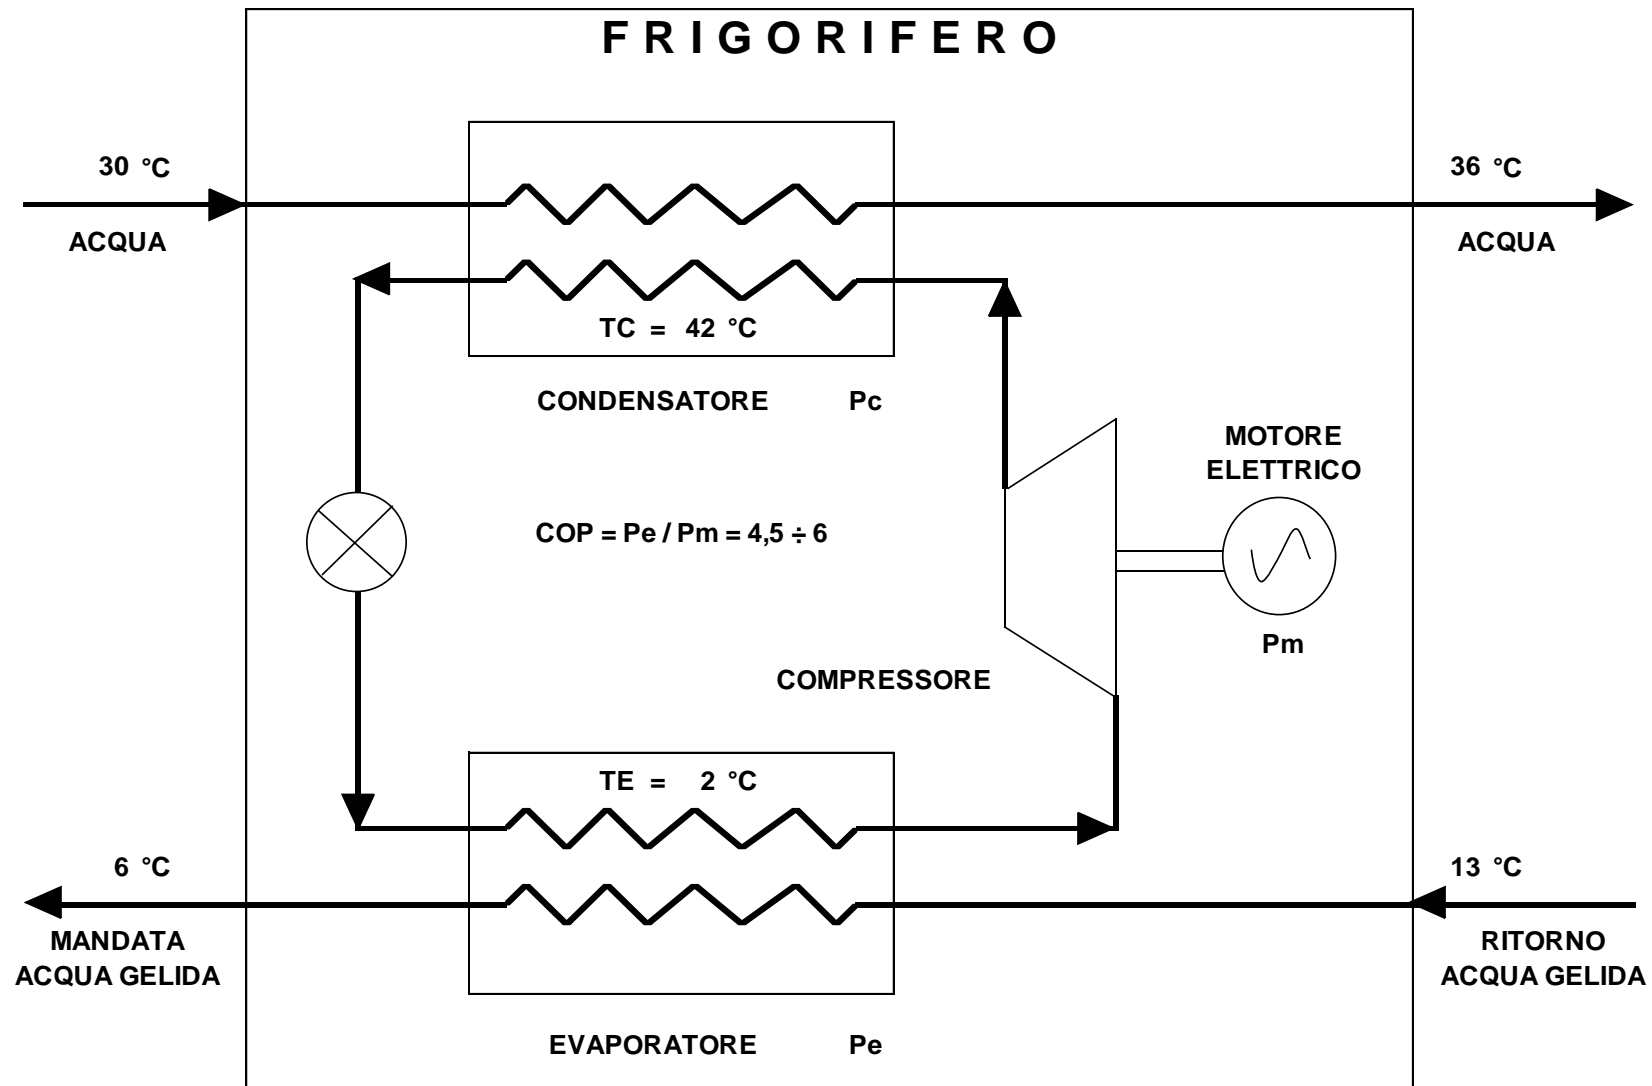 FRIGORIFERO
30 °C
36 °C
ACQUA
ACQUA
TC = 42 °C
CONDENSATORE Pc
MOTORE
ELETTRICO
COP = Pe / Pm = 4,5 ÷ 6
Pm
COMPRESSORE
TE = 2 °C
6 °C
13 °C
MANDATA
ACQUA GELIDA
RITORNO
ACQUA GELIDA
EVAPORATORE Pe